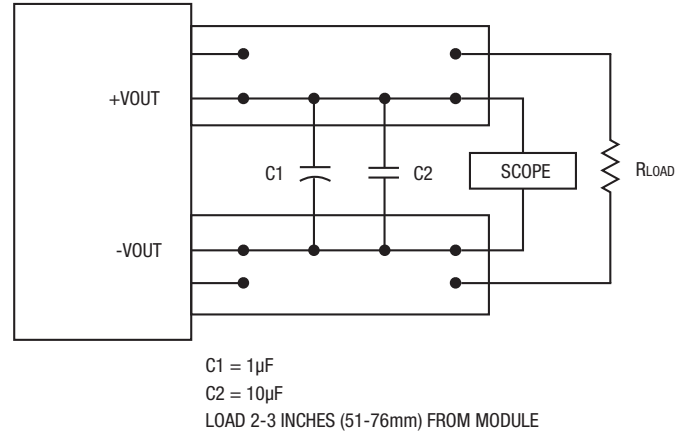 +VOUT
C1
C2
SCOPE
RLOAD
-VOUT
C1 = 1µF
C2 = 10µF
LOAD 2-3 INCHES (51-76mm) FROM MODULE